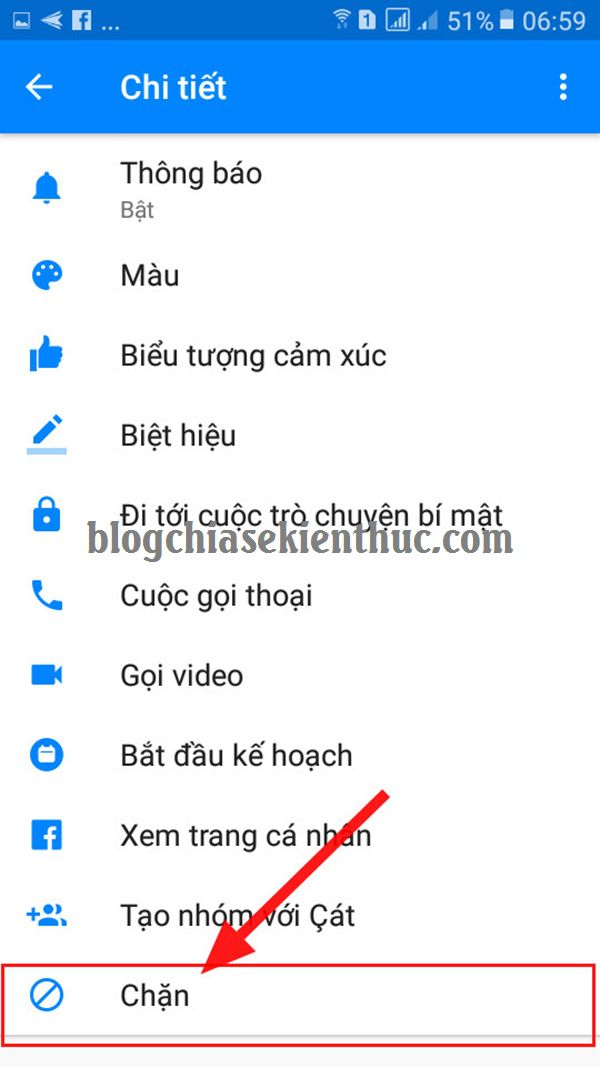 ... 1 51% 06:59
Chi tiết
Thông báo
Bật
Màu
Biểu tượng cảm xúc
Biệt hiệu
Đi tới cuộc trò chuyện bí mật
blogchiasekienthuc.com
Cuộc gọi thoại
Gọi video
Bắt đầu kế hoạch
Xem trang cá nhân
Tạo nhóm với Çát
Chặn